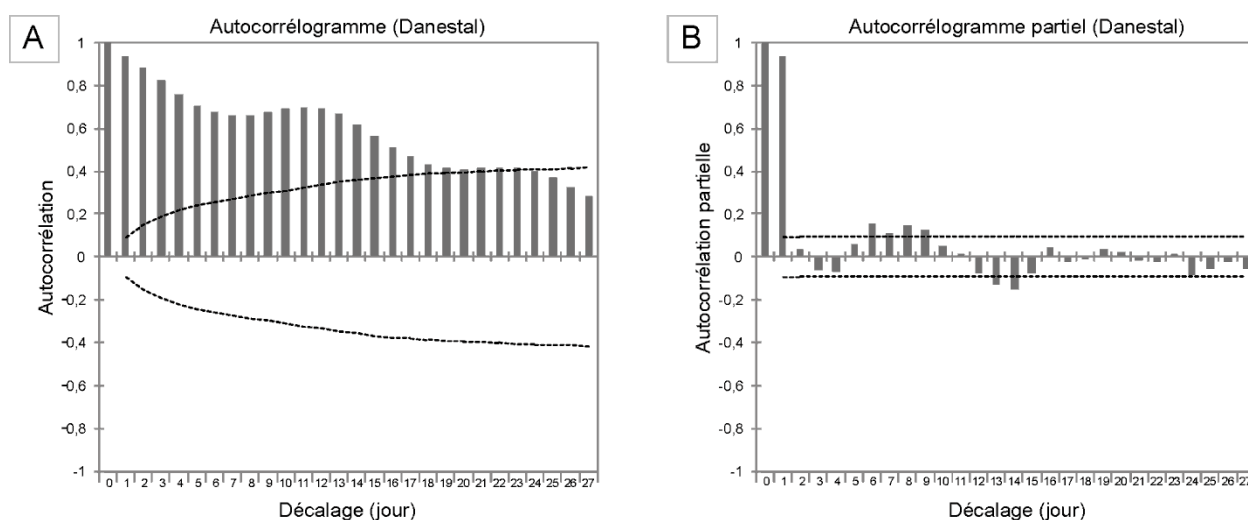 A
Autocorrélogramme (Danestal)
Autocorrélation
1
0,8
0,6
0,4
0,2
0
-0,2
-0,4
-0,6
-0,8
-1
0 1 2 3 4 5 6 7 8 9 10 11 12 13 14 15 16 17 18 19 20 21 22 23 24 25 26 27
Décalage (jour)
B
Autocorrélogramme partiel (Danestal)
Autocorrélation partielle
1
0,8
0,6
0,4
0,2
0
-0,2
-0,4
-0,6
-0,8
-1
0 1 2 3 4 5 6 7 8 9 10 11 12 13 14 15 16 17 18 19 20 21 22 23 24 25 26 27
Décalage (jour)